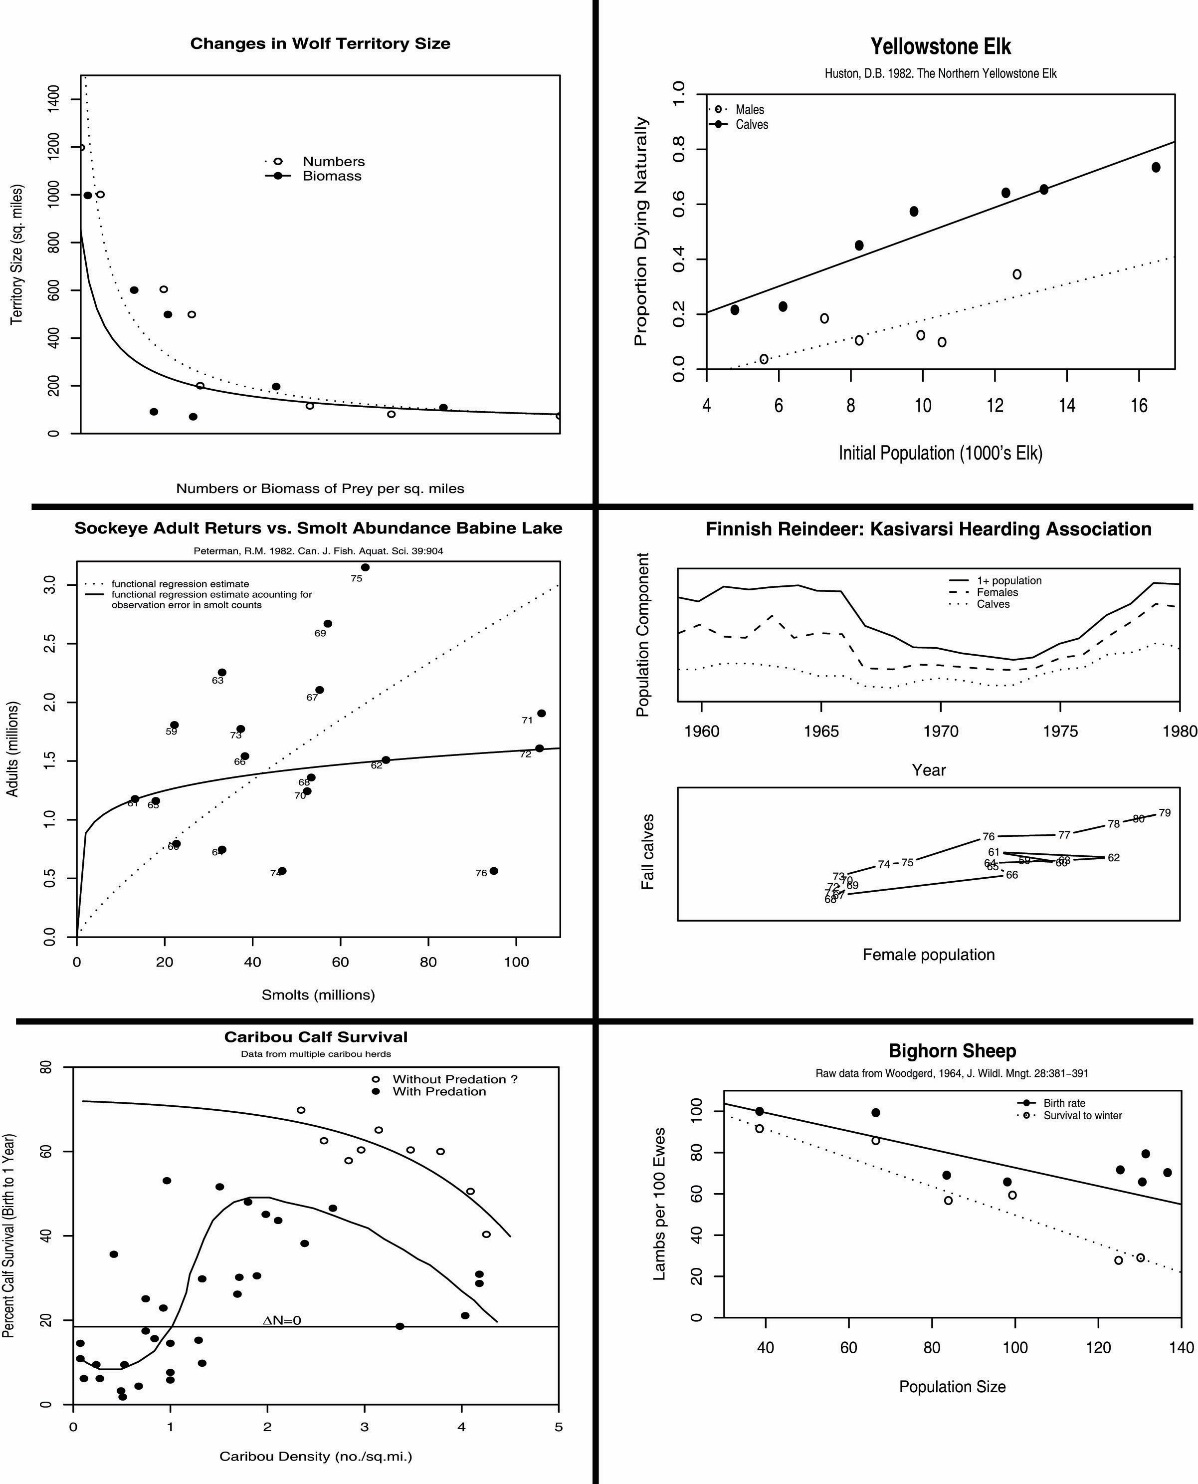 Changes in Wolf Territory Size
Territory Size (sq. miles)
0 200 400 600 800 1000 1200 1400
Numbers
Biomass
Numbers or Biomass of Prey per sq. miles
Yellowstone Elk
Huston, D.B. 1982. The Northern Yellowstone Elk
Proportion Dying Naturally
0.0 0.2 0.4 0.6 0.8 1.0
Males
Calves
4 6 8 10 12 14 16
Initial Population (1000's Elk)
Sockeye Adult Returs vs. Smolt Abundance Babine Lake
Peterman, R.M. 1982. Can. J. Fish. Aquat. Sci. 39:904
functional regression estimate
functional regression estimate acounting for
observation error in smolt counts
Adults (millions)
0.0 0.5 1.0 1.5 2.0 2.5 3.0
75
69
63
67
59
73
71
66
72
62
68
70
61
65
76
0 20 40 60 80 100
Smolts (millions)
Finnish Reindeer: Kasivarsi Hearding Association
Population Component
1+ population
Females
Calves
1960 1965 1970 1975 1980
Year
Fall calves
79
80
78
77
76
61
62
64
59
65
66
74 75
73
70
72
69
67
68
Female population
Caribou Calf Survival
Data from multiple caribou herds
Percent Calf Survival (Birth to 1 Year)
0 20 40 60 80
Without Predation ?
With Predation
ΔN=0
0 1 2 3 4 5
Caribou Density (no./sq.mi.)
Bighorn Sheep
Raw data from Woodgerd, 1964, J. Wildl. Mngt. 28:381−391
Lambs per 100 Ewes
0 20 40 60 80 100
Birth rate
Survival to winter
40 60 80 100 120 140
Population Size